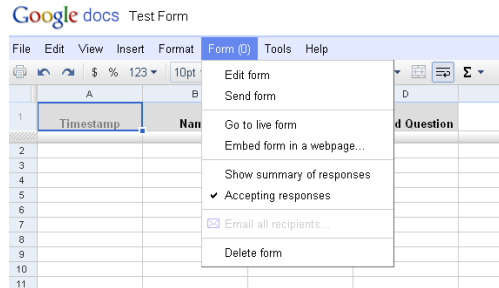 Google docs Test Form
File Edit View Insert Format Form (0) Tools Help
$ % 123 10pt Σ
Edit form
Send form
Go to live form
Embed form in a webpage...
Show summary of responses
✔ Accepting responses
Email all recipients...
Delete form
A B D
1 Timestamp Nam d Question
2
3
4
5
6
7
8
9
10
11